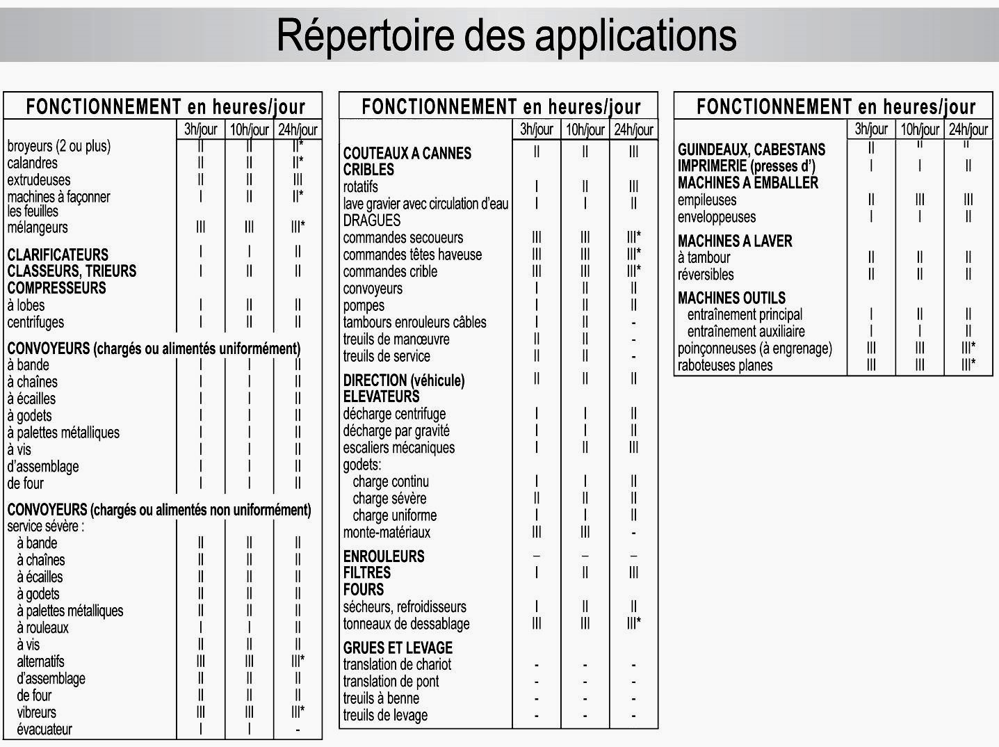 Répertoire des applications
FONCTIONNEMENT en heures/jour
3h/jour 10h/jour 24h/jour
broyeurs (2 ou plus) II II II*
calandres II II II*
extrudeuses II II III
machines à façonner I II II*
les feuilles
mélangeurs III III III*
CLARIFICATEURS I I II
CLASSEURS, TRIEURS I II II
COMPRESSEURS
à lobes I II II
centrifuges I II II
CONVOYEURS (chargés ou alimentés uniformément)
à bande I I II
à chaînes I I II
à écailles I I II
à godets I I II
à palettes métalliques I I II
à vis I I II
d'assemblage I I II
de four I I II
CONVOYEURS (chargés ou alimentés non uniformément)
service sévère :
à bande II II II
à chaînes II II II
à écailles II II II
à godets II II II
à palettes métalliques II II II
à rouleaux I I II
à vis II II II
alternatifs III III III*
d'assemblage II II II
de four II II II
vibreurs III III III*
évacuateur I I -
FONCTIONNEMENT en heures/jour
3h/jour 10h/jour 24h/jour
COUTEAUX A CANNES II II III
CRIBLES
rotatifs I II III
lave gravier avec circulation d'eau I I II
DRAGUES
commandes secoueurs III III III*
commandes têtes haveuse III III III*
commandes crible III III III*
convoyeurs I II II
pompes I II II
tambours enrouleurs câbles I II -
treuils de manœuvre II II -
treuils de service II II -
DIRECTION (véhicule) II II II
ELEVATEURS
décharge centrifuge I I II
décharge par gravité I I II
escaliers mécaniques I II III
godets:
charge continu I I II
charge sévère II II II
charge uniforme I I II
monte-matériaux III III -
ENROULEURS – – –
FILTRES I II III
FOURS
sécheurs, refroidisseurs I II II
tonneaux de dessablage III III III*
GRUES ET LEVAGE
translation de chariot - - -
translation de pont - - -
treuils à benne - - -
treuils de levage - - -
FONCTIONNEMENT en heures/jour
3h/jour 10h/jour 24h/jour
GUINDEAUX, CABESTANS II II II
IMPRIMERIE (presses d') I I II
MACHINES A EMBALLER
empileuses II III III
enveloppeuses I I II
MACHINES A LAVER
à tambour II II II
réversibles II II II
MACHINES OUTILS
entraînement principal I II II
entraînement auxiliaire I I II
poinçonneuses (à engrenage) III III III*
raboteuses planes III III III*